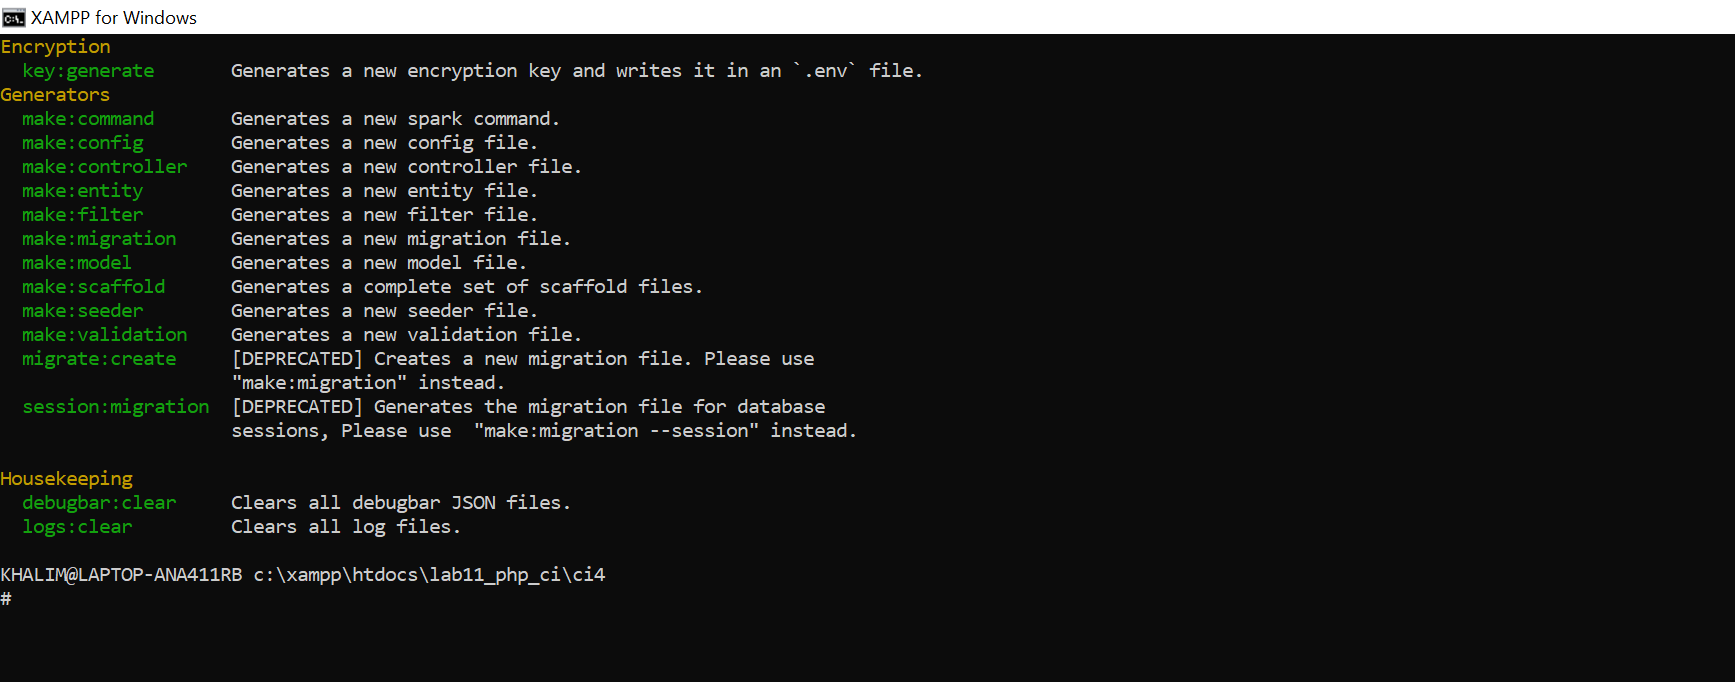 XAMPP for Windows
Encryption
key:generate Generates a new encryption key and writes it in an `.env` file.
Generators
make:command Generates a new spark command.
make:config Generates a new config file.
make:controller Generates a new controller file.
make:entity Generates a new entity file.
make:filter Generates a new filter file.
make:migration Generates a new migration file.
make:model Generates a new model file.
make:scaffold Generates a complete set of scaffold files.
make:seeder Generates a new seeder file.
make:validation Generates a new validation file.
migrate:create [DEPRECATED] Creates a new migration file. Please use
"make:migration" instead.
session:migration [DEPRECATED] Generates the migration file for database
sessions, Please use  "make:migration --session" instead.
Housekeeping
debugbar:clear Clears all debugbar JSON files.
logs:clear Clears all log files.
KHALIM@LAPTOP-ANA411RB c:\xampp\htdocs\lab11_php_ci\ci4
#